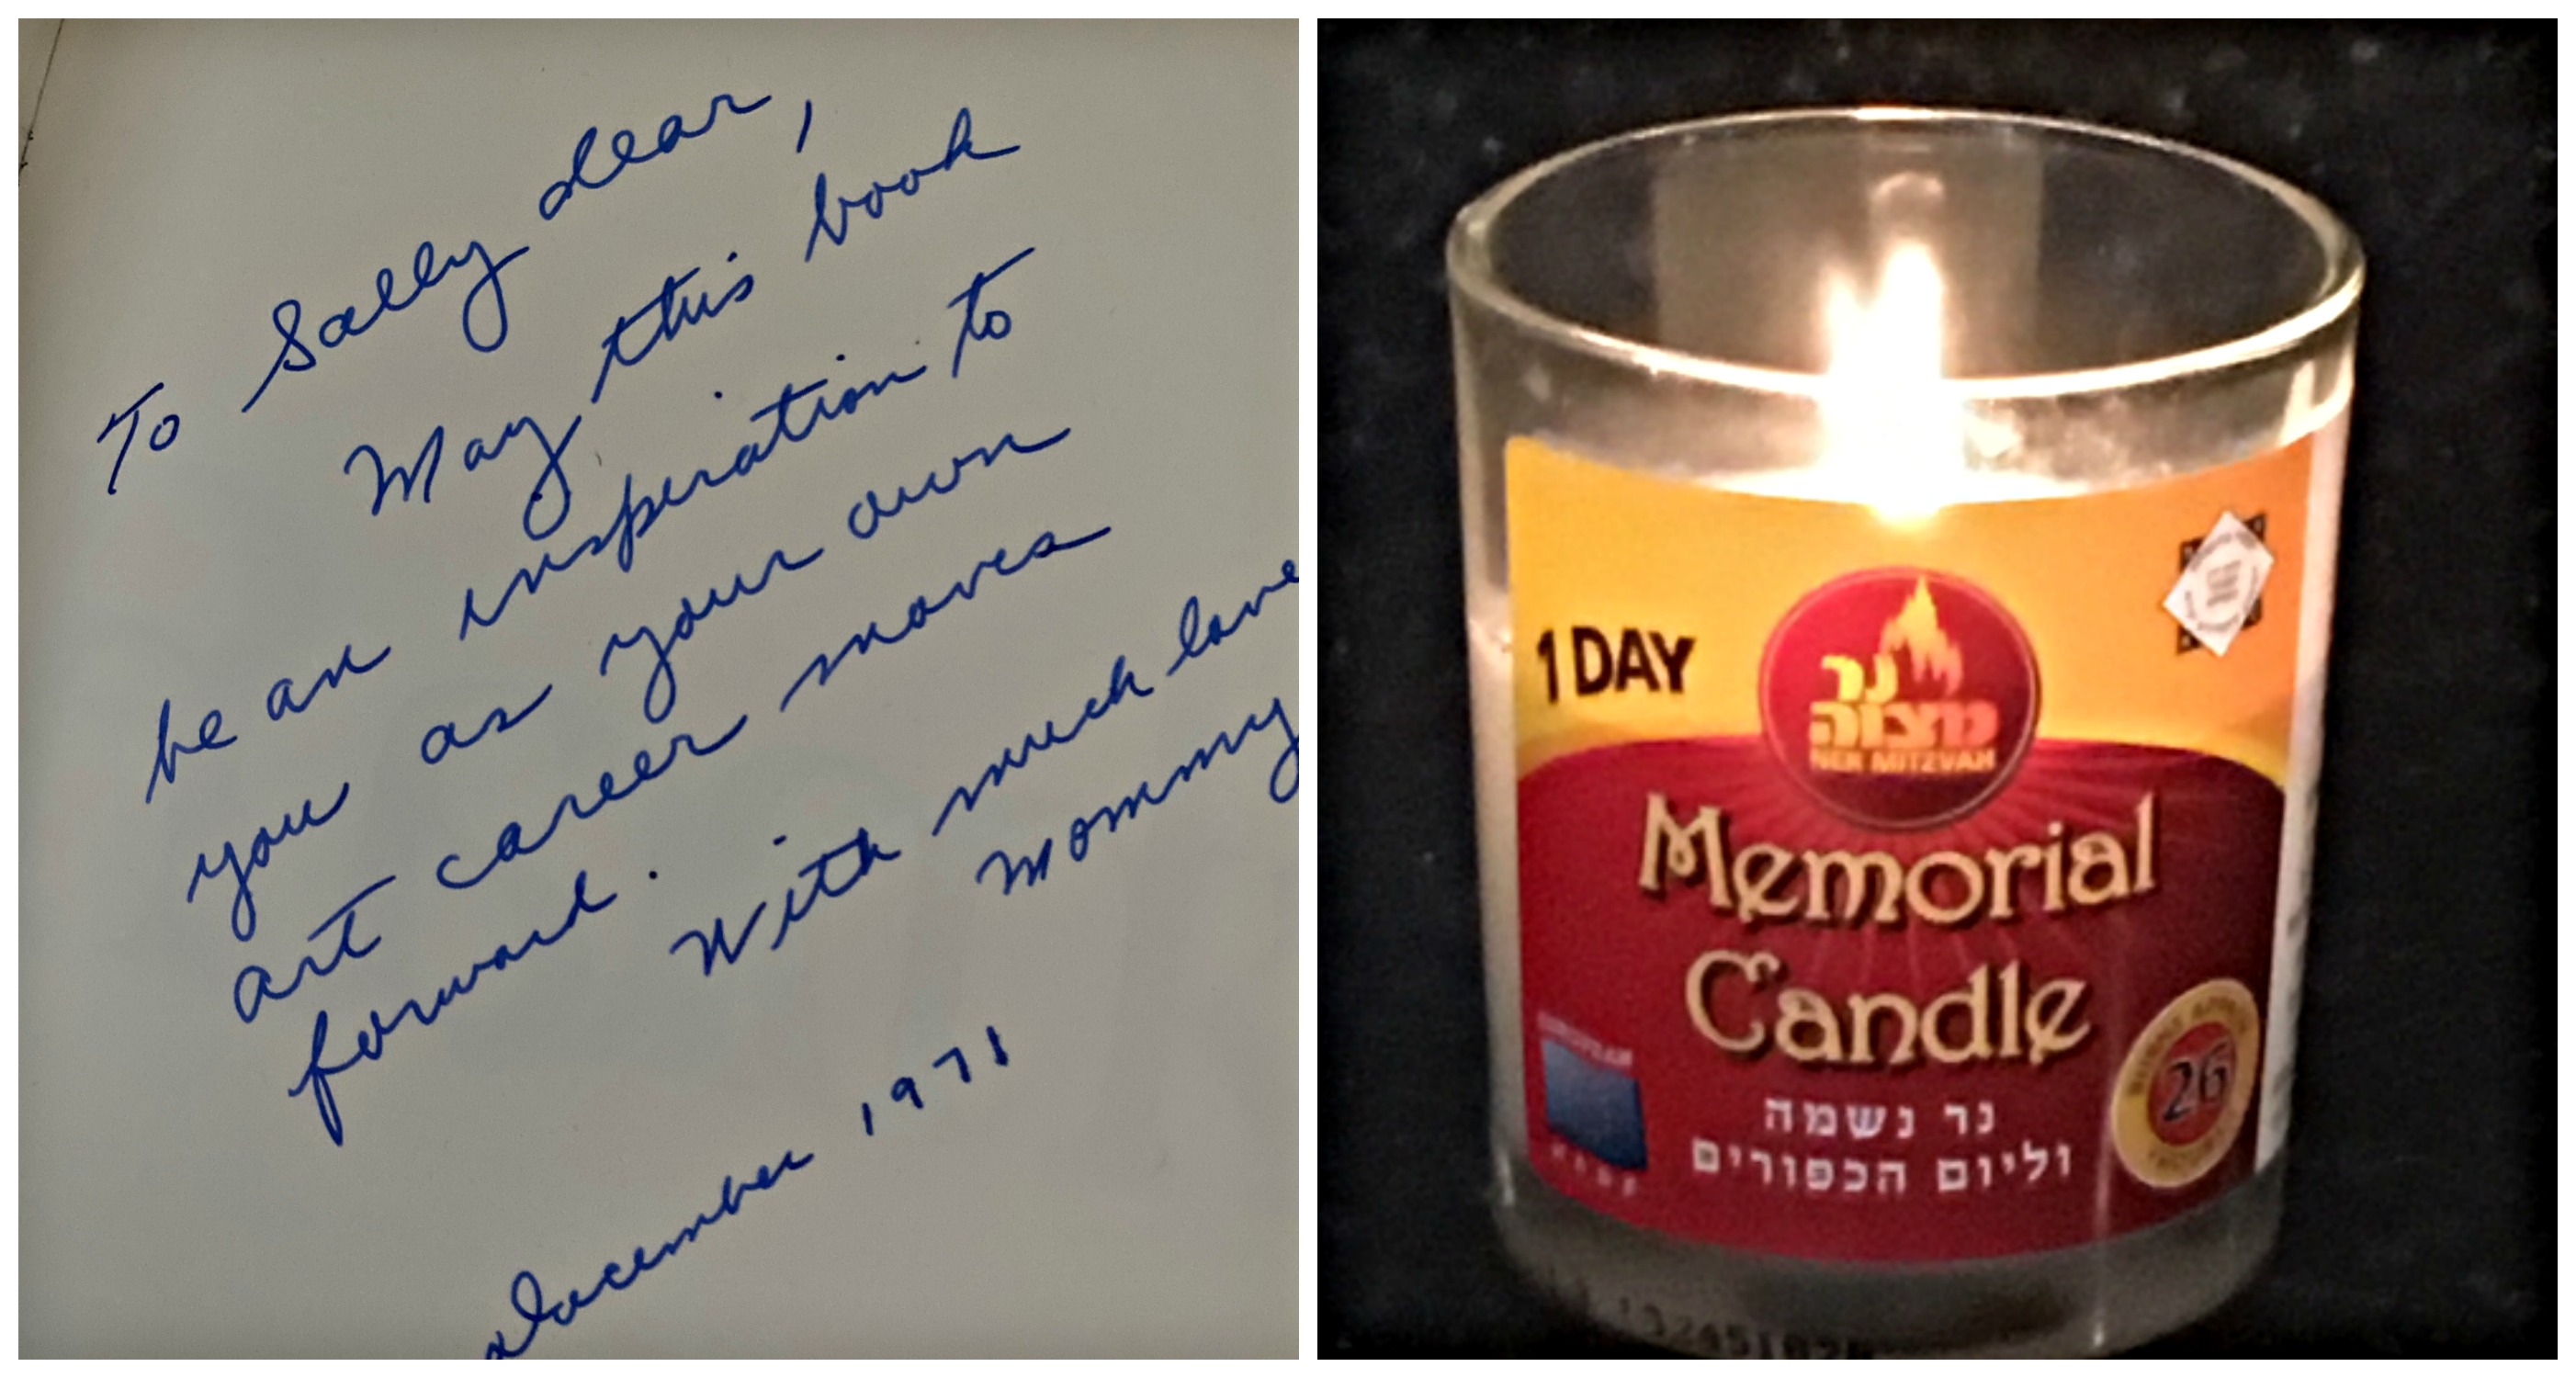 To Sally dear,
May this book
be an insperation to
you as your own
art career moves
forward.
With much love
Mommy
December 1971
1 DAY
נר
מצוה
NER MITZVAH
Memorial
Candle
נר נשמה
וליום הכפורים
26